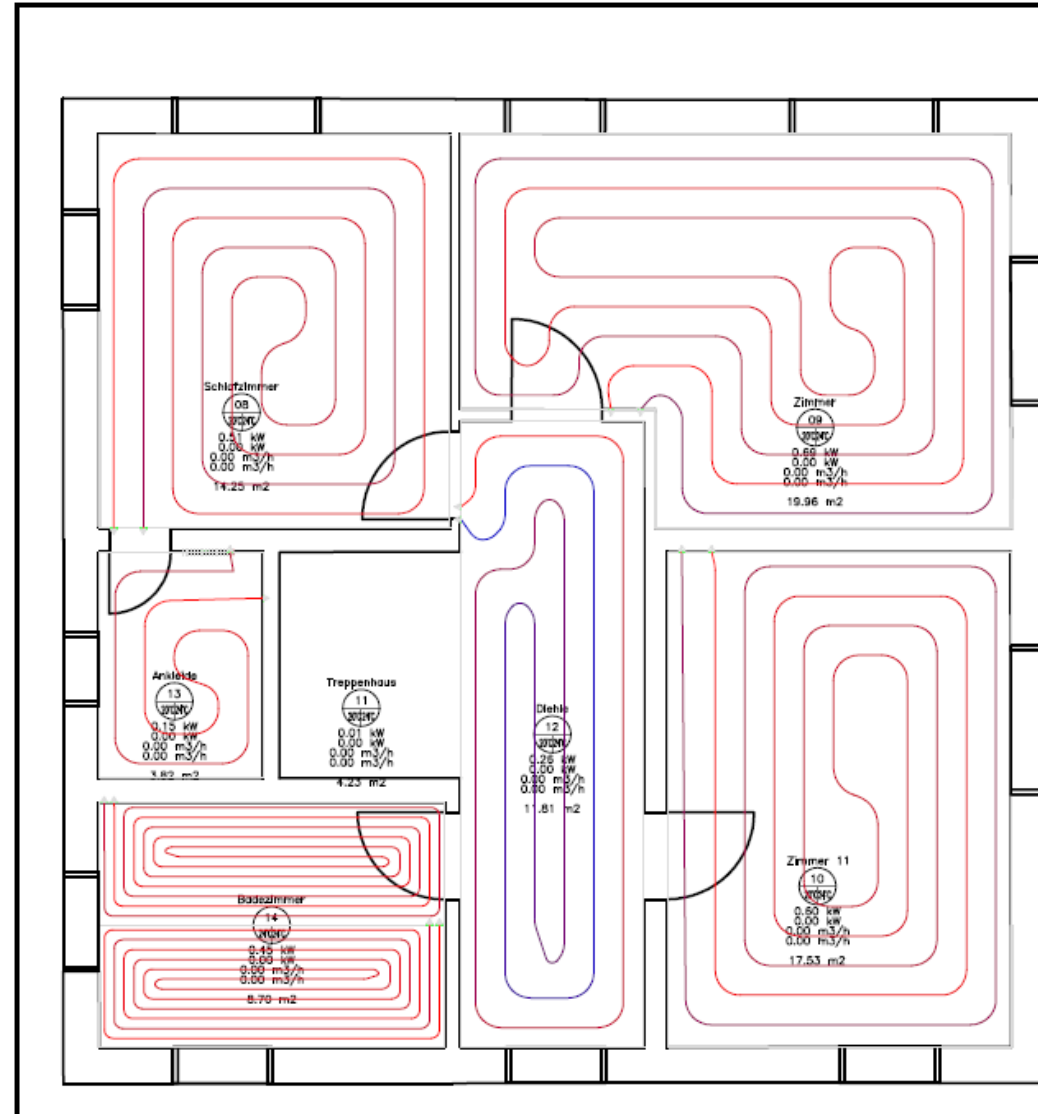 Schlafzimmer
08
0.51 kW
0.00 kW
0.00 m3/h
0.00 m3/h
14.25 m2
Zimmer
09
0.69 kW
0.00 kW
0.00 m3/h
0.00 m3/h
19.96 m2
Ankleide
13
0.15 kW
0.00 kW
0.00 m3/h
0.00 m3/h
3.82 m2
Treppenhaus
11
0.01 kW
0.00 kW
0.00 m3/h
0.00 m3/h
4.23 m2
Diehle
12
0.26 kW
0.00 kW
0.00 m3/h
0.00 m3/h
11.81 m2
Zimmer 11
10
0.60 kW
0.00 kW
0.00 m3/h
0.00 m3/h
17.53 m2
Badezimmer
14
0.45 kW
0.00 kW
0.00 m3/h
0.00 m3/h
8.70 m2